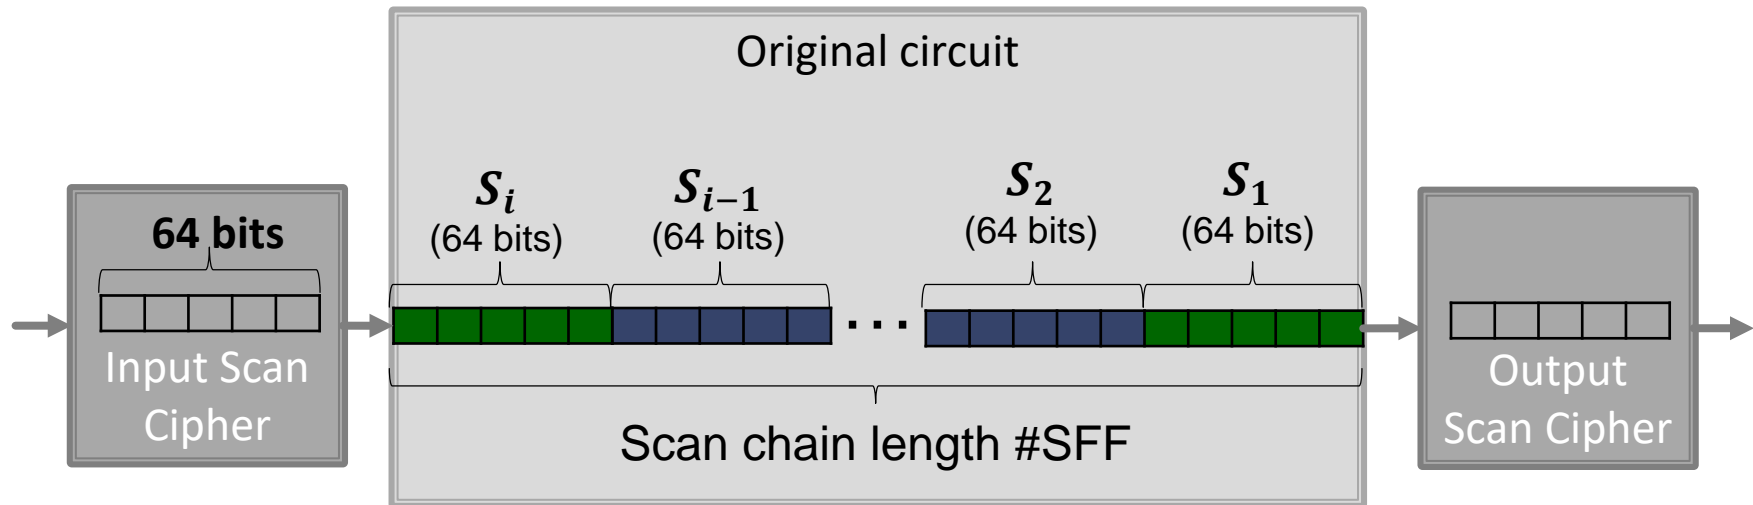 Original circuit
64 bits
Input Scan
Cipher
S_i
(64 bits)
S_{i-1}
(64 bits)
. . .
S_2
(64 bits)
S_1
(64 bits)
Scan chain length #SFF
Output
Scan Cipher